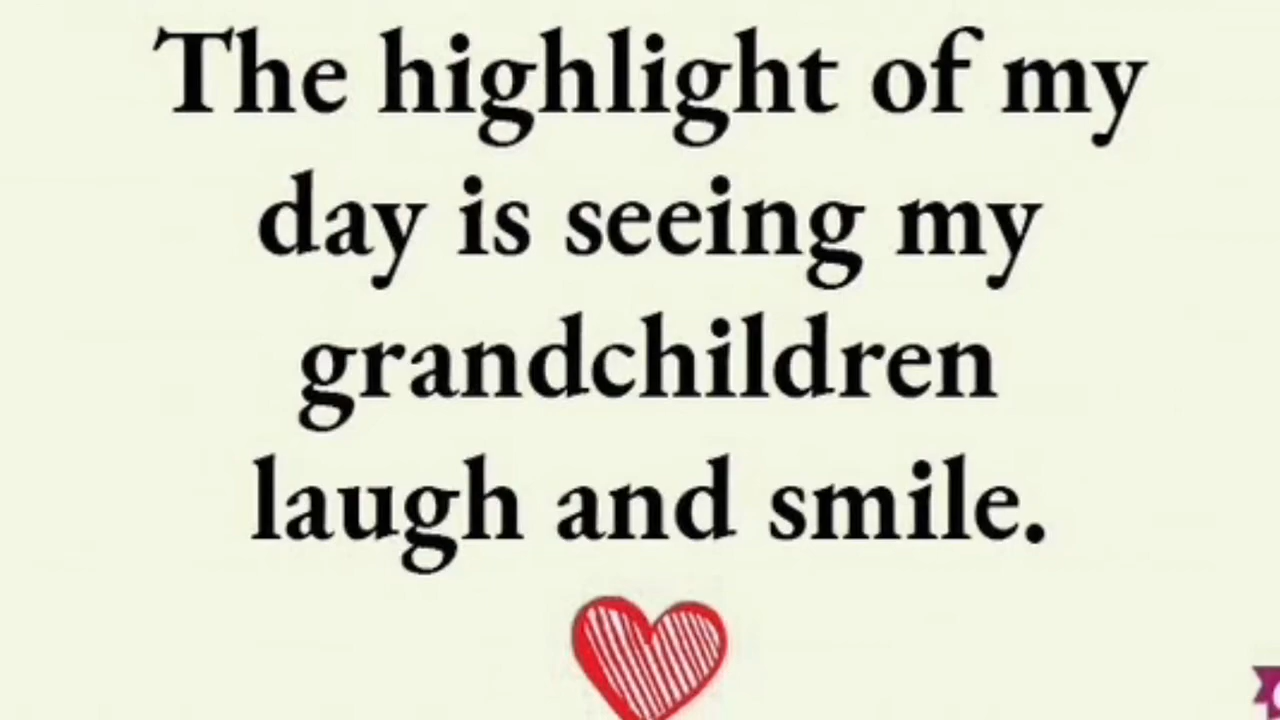 The highlight of my
day is seeing my
grandchildren
laugh and smile.